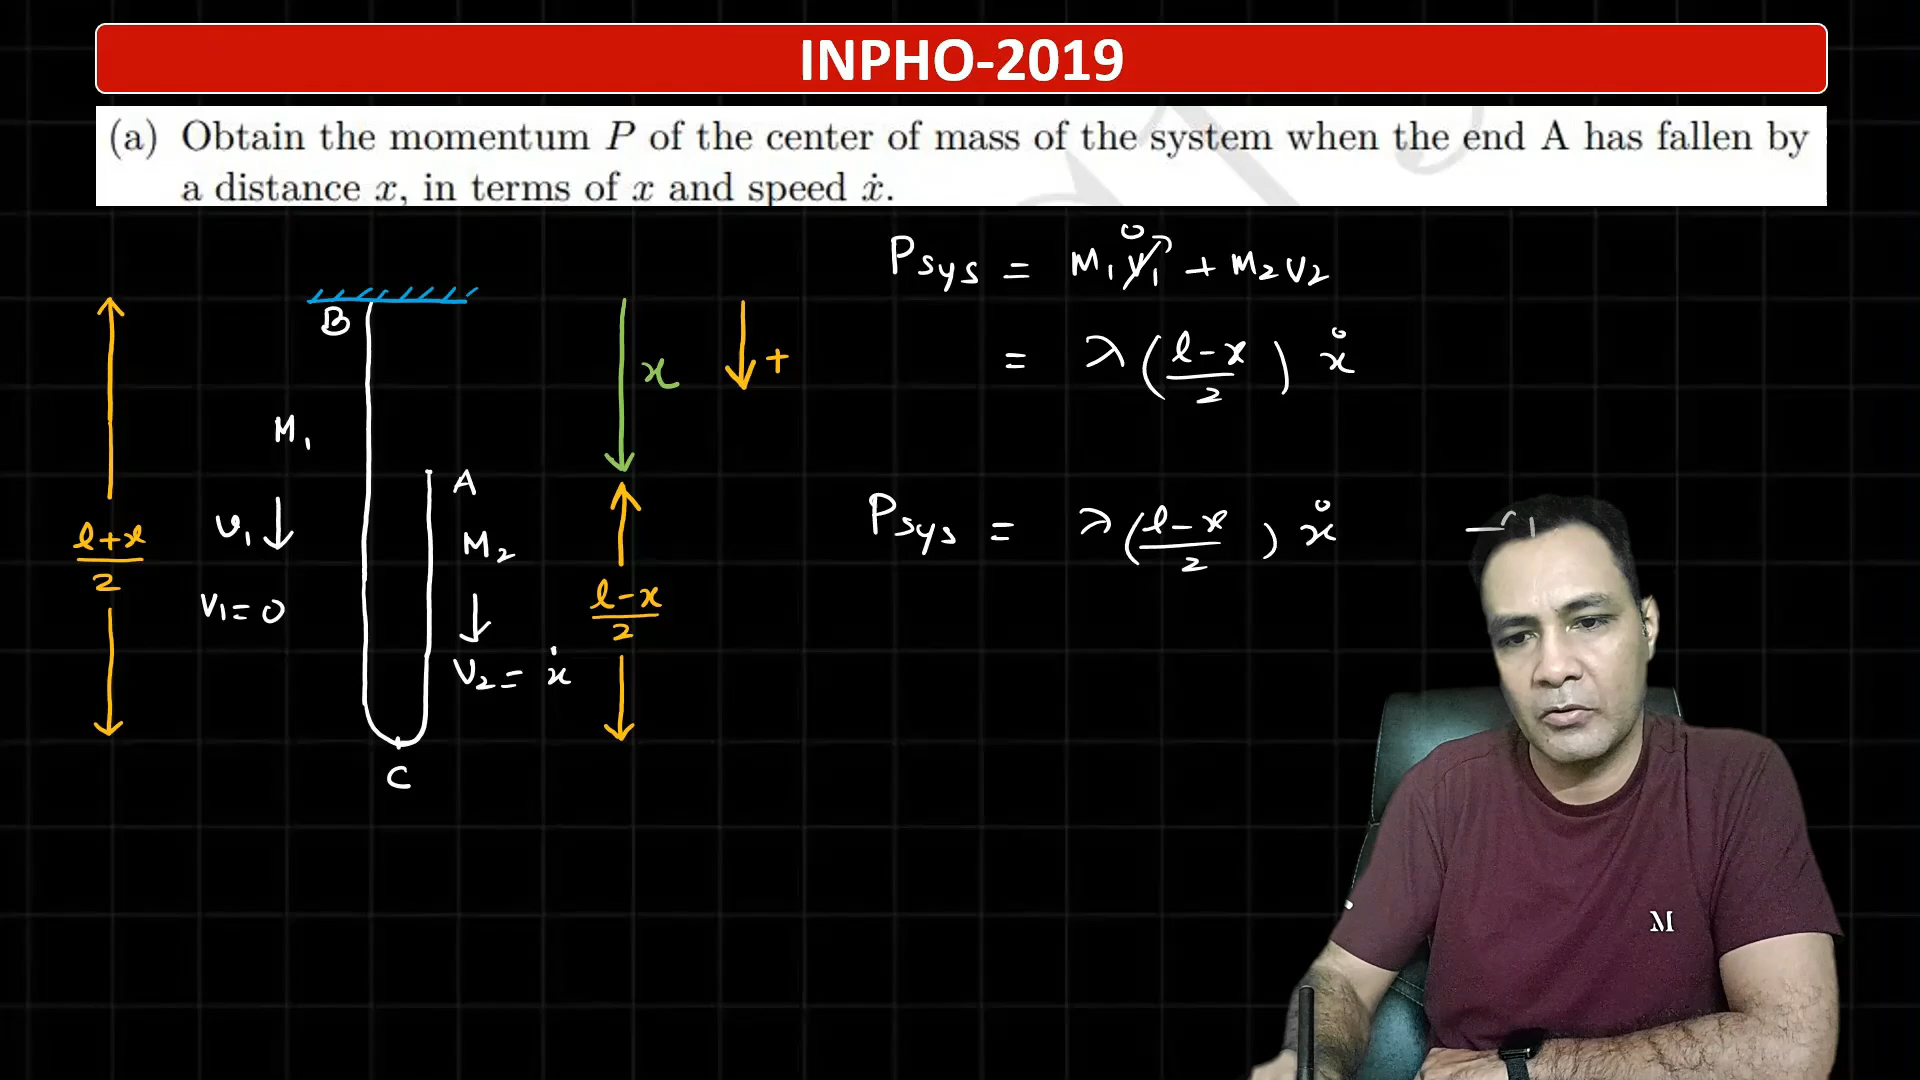 INPHO-2019
(a) Obtain the momentum P of the center of mass of the system when the end A has fallen by
a distance x, in terms of x and speed ẋ.
B
M₁
v₁ ↓
v₁ = 0
(l+x)/2
C
A
M₂
↓
v₂ = ẋ
x
(l-x)/2
↓ +
Psys = M₁v₁ → 0 + M₂v₂
= λ((l-x)/2) ẋ
Psys = λ((l-x)/2) ẋ
M